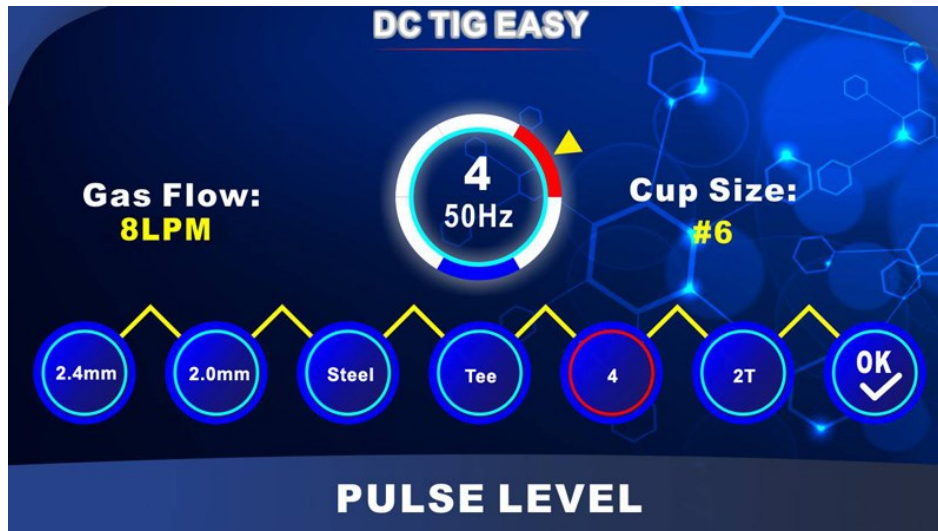 DC TIG EASY
4
50Hz
Gas Flow:
8LPM
Cup Size:
#6
2.4mm
2.0mm
Steel
Tee
4
2T
OK
PULSE LEVEL